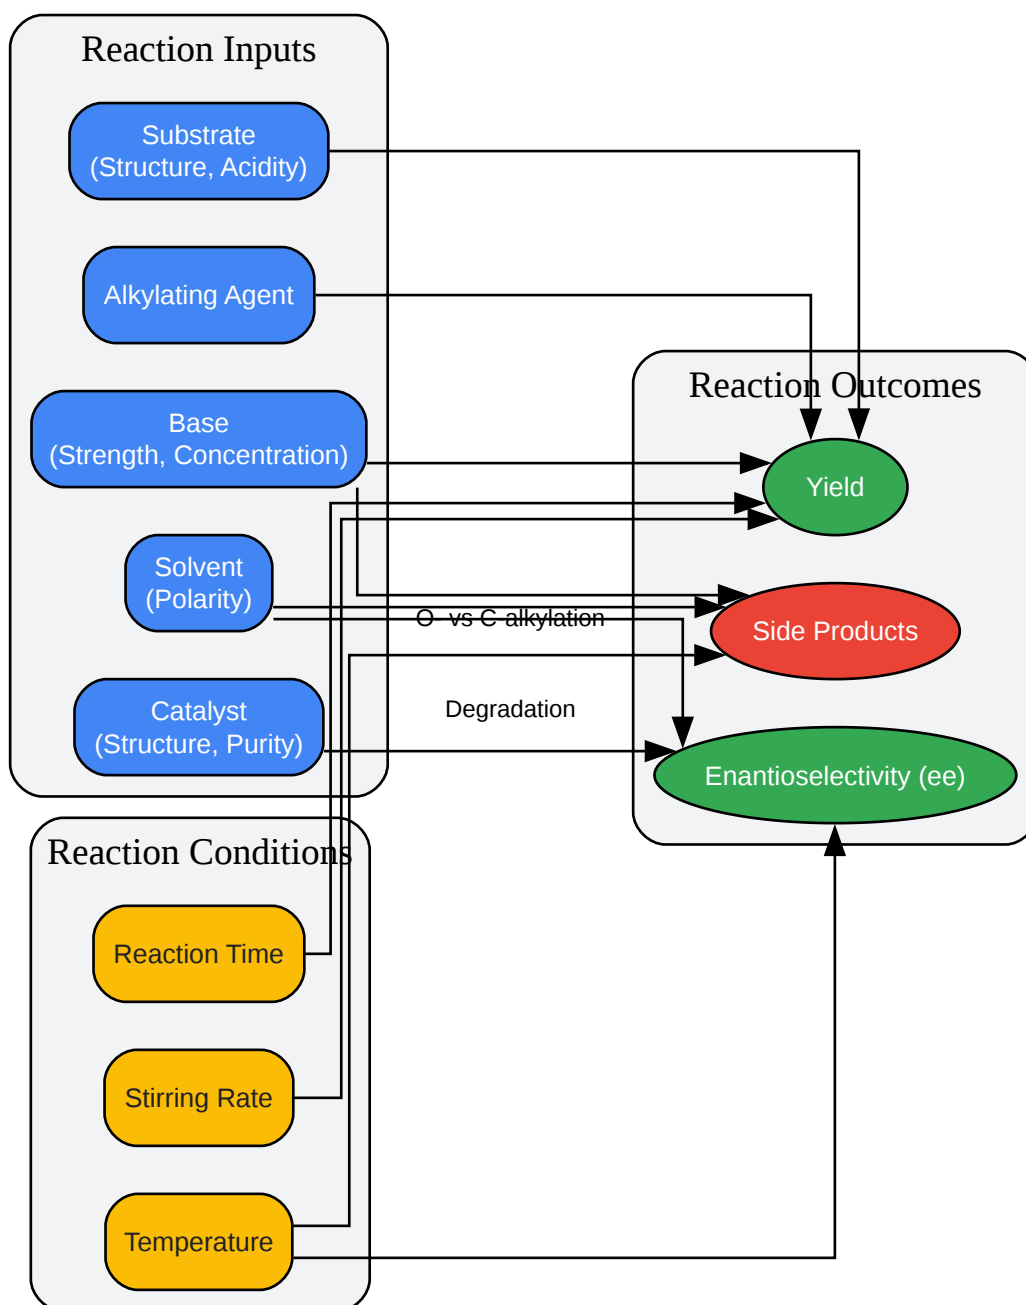 Reaction Inputs
Substrate
(Structure, Acidity)
Alkylating Agent
Base
(Strength, Concentration)
Solvent
(Polarity)
Catalyst
(Structure, Purity)
O- vs C-alkylation
Degradation
Reaction Outcomes
Yield
Side Products
Enantioselectivity (ee)
Reaction Conditions
Reaction Time
Stirring Rate
Temperature